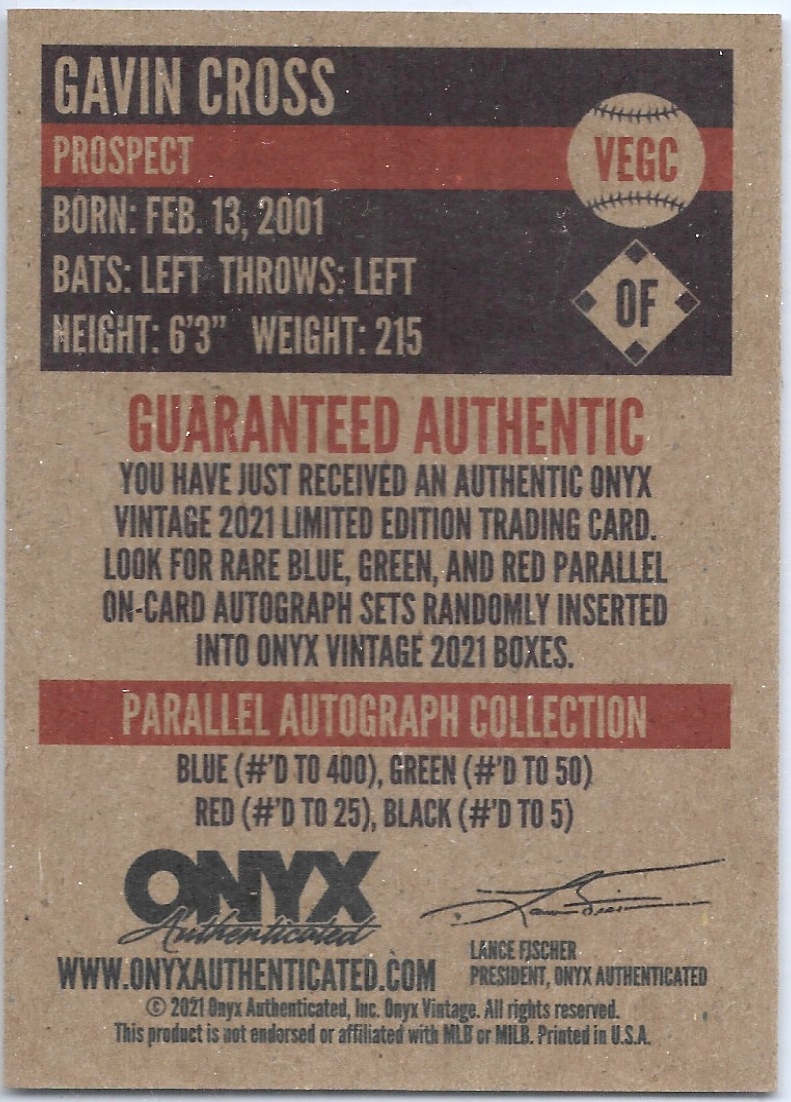 GAVIN CROSS
PROSPECT
VEGC
BORN: FEB. 13, 2001
BATS: LEFT THROWS: LEFT
OF
HEIGHT: 6'3" WEIGHT: 215
GUARANTEED AUTHENTIC
YOU HAVE JUST RECEIVED AN AUTHENTIC ONYX
VINTAGE 2021 LIMITED EDITION TRADING CARD.
LOOK FOR RARE BLUE, GREEN, AND RED PARALLEL
ON-CARD AUTOGRAPH SETS RANDOMLY INSERTED
INTO ONYX VINTAGE 2021 BOXES.
PARALLEL AUTOGRAPH COLLECTION
BLUE (#'D TO 400), GREEN (#'D TO 50)
RED (#'D TO 25), BLACK (#'D TO 5)
ONYX
Authenticated
WWW.ONYXAUTHENTICATED.COM
LANCE FISCHER
PRESIDENT, ONYX AUTHENTICATED
© 2021 Onyx Authenticated, Inc. Onyx Vintage. All rights reserved.
This product is not endorsed or affiliated with MLB or MiLB. Printed in U.S.A.